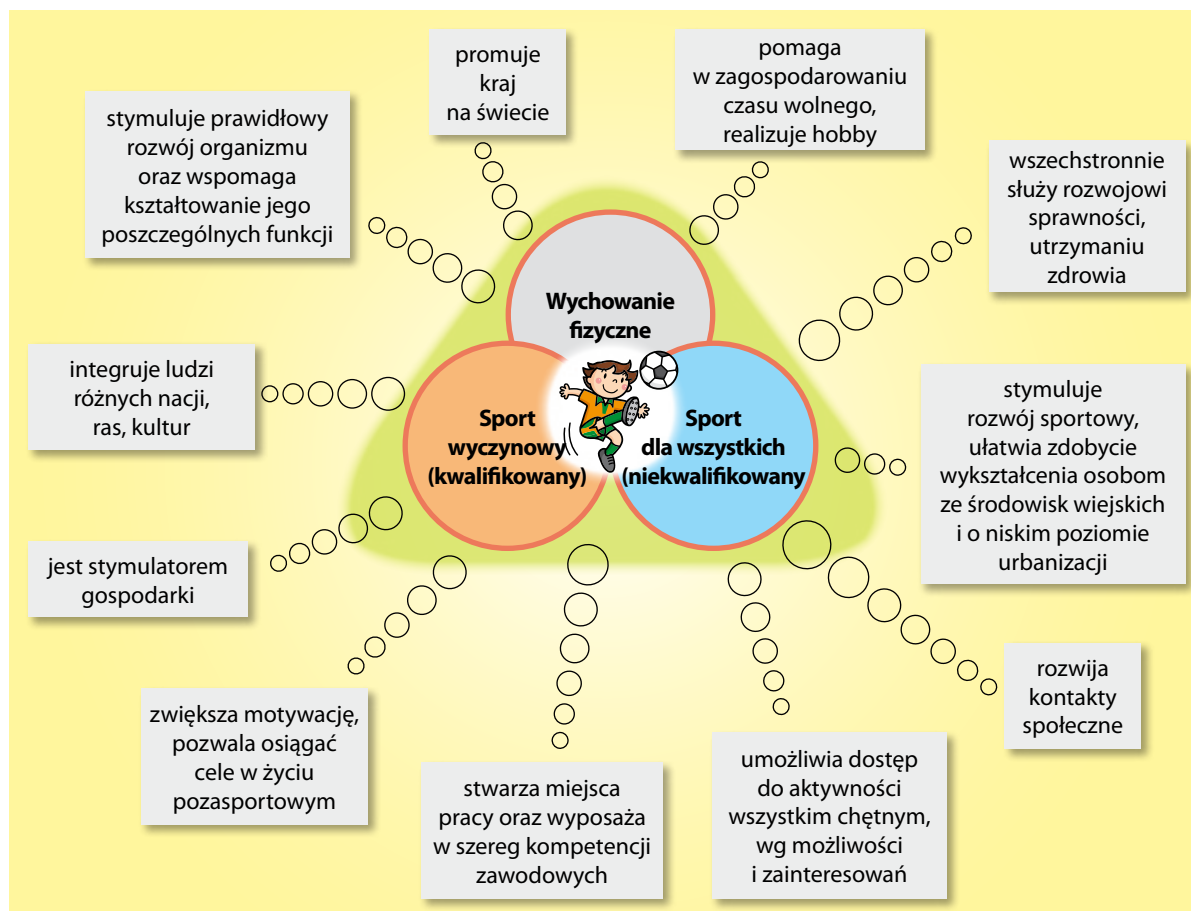 promuje
kraj
na świecie
pomaga
w zagospodarowaniu
czasu wolnego,
realizuje hobby
stymuluje prawidłowy
rozwój organizmu
oraz wspomaga
kształtowanie jego
poszczególnych funkcji
wszechstronnie
służy rozwojowi
sprawności,
utrzymaniu
zdrowia
Wychowanie
fizyczne
integruje ludzi
różnych nacji,
ras, kultur
Sport
wyczynowy
(kwalifikowany)
Sport
dla wszystkich
(niekwalifikowany
stymuluje
rozwój sportowy,
ułatwia zdobycie
wykształcenia osobom
ze środowisk wiejskich
i o niskim poziomie
urbanizacji
jest stymulatorem
gospodarki
rozwija
kontakty
społeczne
zwiększa motywację,
pozwala osiągać
cele w życiu
pozasportowym
stwarza miejsca
pracy oraz wyposaża
w szereg kompetencji
zawodowych
umożliwia dostęp
do aktywności
wszystkim chętnym,
wg możliwości
i zainteresowań